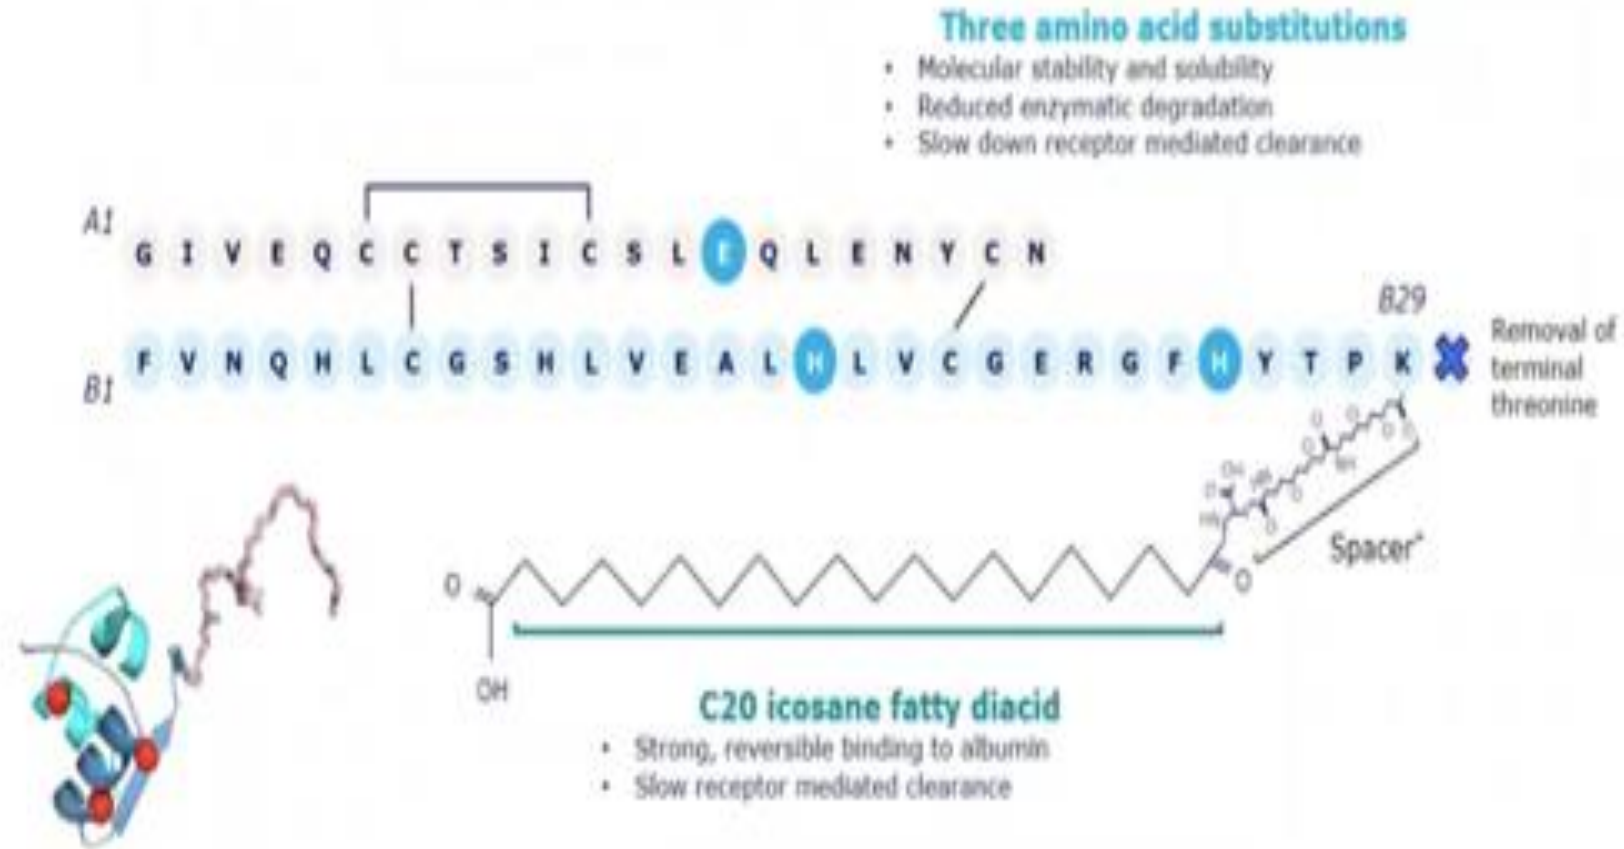 Three amino acid substitutions
• Molecular stability and solubility
• Reduced enzymatic degradation
• Slow down receptor mediated clearance
A1
G I V E Q C C T S I C S L E Q L E N Y C N
B29
F V N Q H L C G S H L V E A L H L V C G E R G F H Y T P K
B1
Removal of
terminal
threonine
O
OH
O
Spacer*
C20 icosane fatty diacid
• Strong, reversible binding to albumin
• Slow receptor mediated clearance